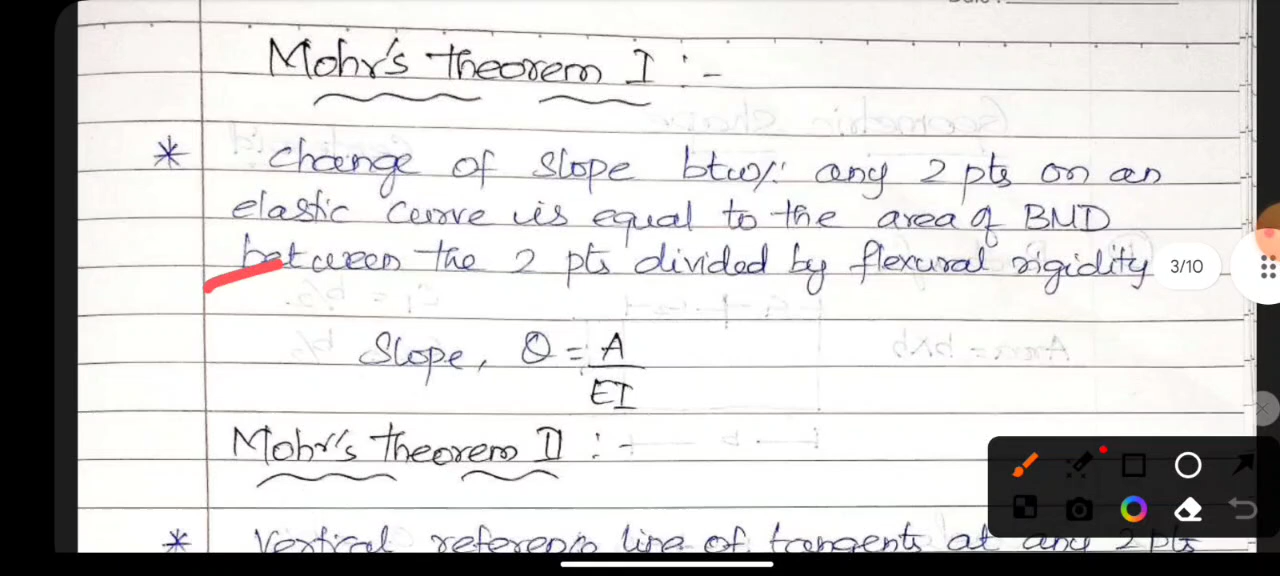 Mohr's theorem I :-
* change of slope btw/: any 2 pts on an
elastic curve is equal to the area of BMD
between the 2 pts divided by flexural rigidity
3/10
Slope, θ = A
EI
Mohr's theorem II :-
* Vertical line of tangents at any 2 pts